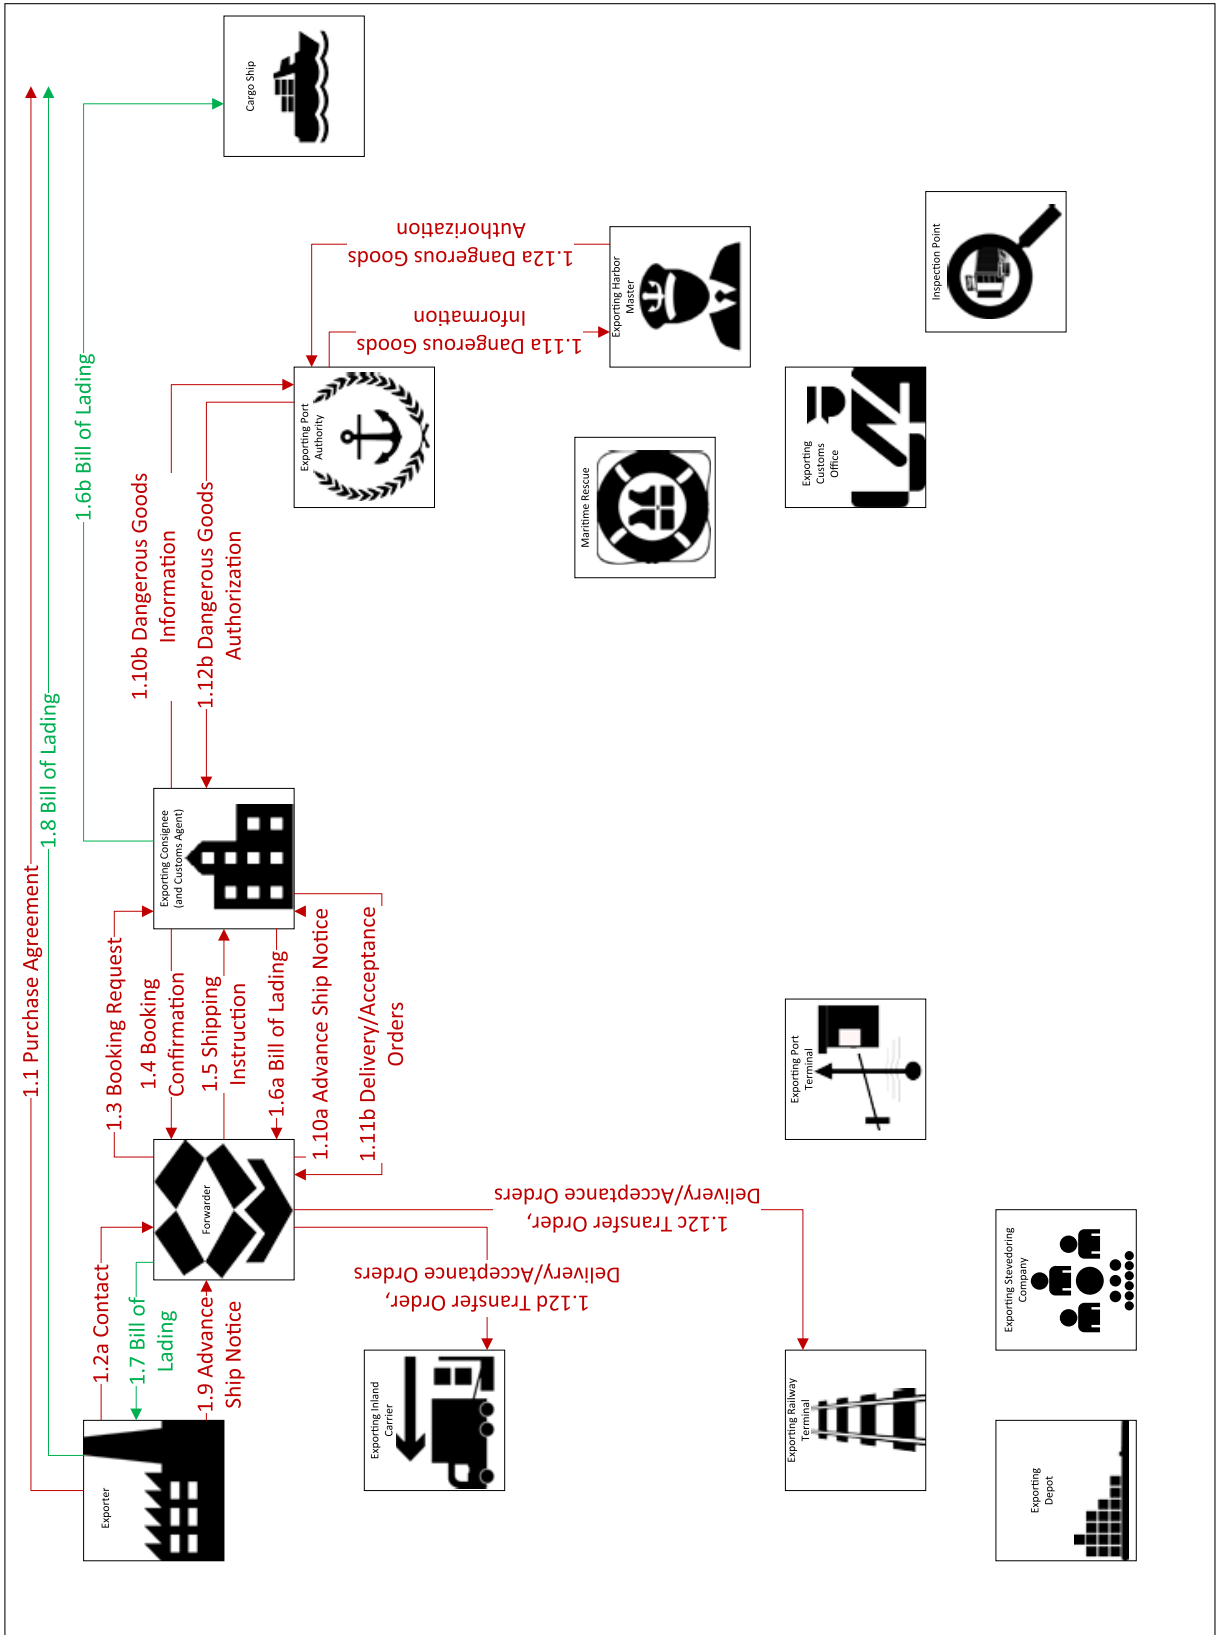 1.1 Purchase Agreement
1.8 Bill of Lading
1.6b Bill of Lading
1.2a Contact
1.7 Bill of
Lading
1.9 Advance
Ship Notice
1.3 Booking Request
1.4 Booking
Confirmation
1.5 Shipping
Instruction
1.6a Bill of Lading
1.10a Advance Ship Notice
1.11b Delivery/Acceptance
Orders
1.10b Dangerous Goods
Information
1.12b Dangerous Goods
Authorization
1.11a Dangerous Goods
Information
1.12a Dangerous Goods
Authorization
1.12d Transfer Order,
Delivery/Acceptance Orders
1.12c Transfer Order,
Delivery/Acceptance Orders
Exporter
Forwarder
Exporting Consignee
(and Customs Agent)
Exporting Port
Authority
Cargo Ship
Exporting Inland
Carrier
Maritime Rescue
Exporting Harbor
Master
Exporting Railway
Terminal
Exporting Port
Terminal
Exporting
Customs
Office
Inspection Point
Exporting
Depot
Exporting Stevedoring
Company